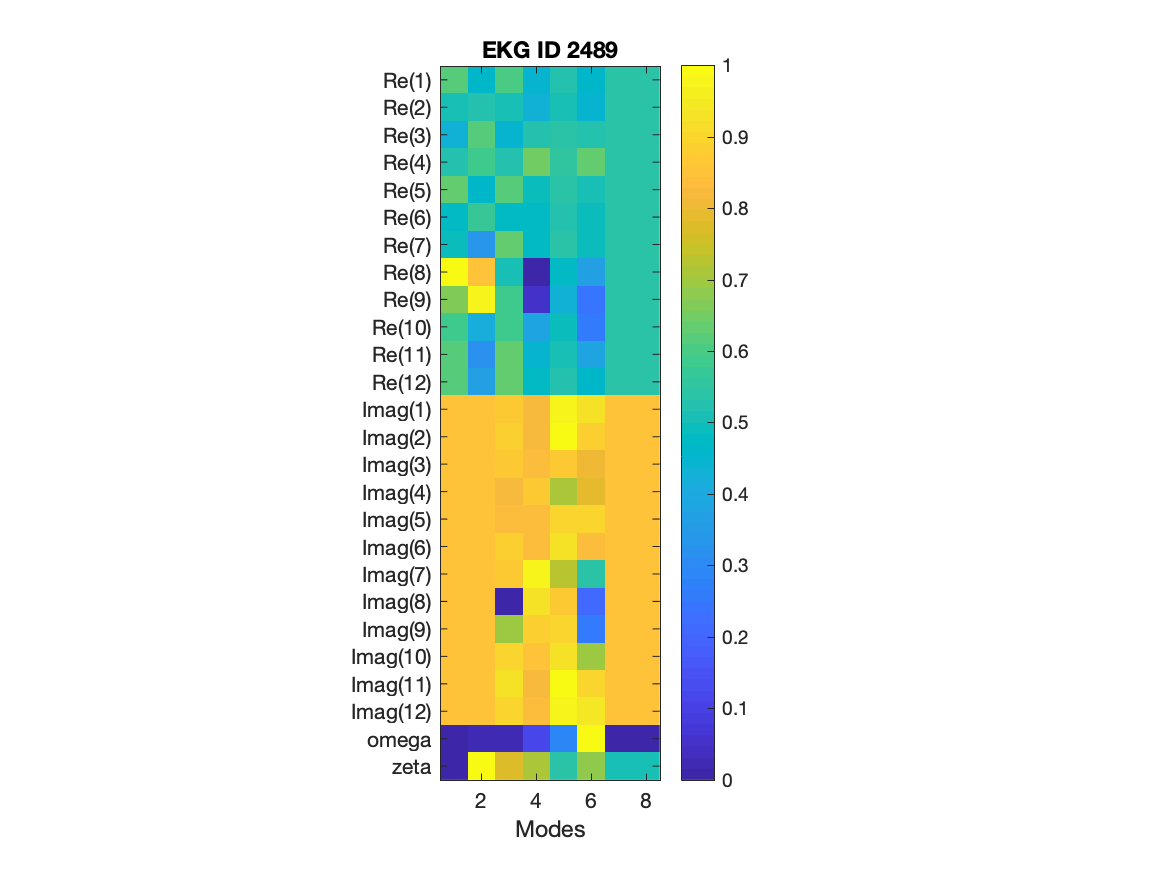 EKG ID 2489
Re(1)
Re(2)
Re(3)
Re(4)
Re(5)
Re(6)
Re(7)
Re(8)
Re(9)
Re(10)
Re(11)
Re(12)
Imag(1)
Imag(2)
Imag(3)
Imag(4)
Imag(5)
Imag(6)
Imag(7)
Imag(8)
Imag(9)
Imag(10)
Imag(11)
Imag(12)
omega
zeta
2 4 6 8
Modes
1
0.9
0.8
0.7
0.6
0.5
0.4
0.3
0.2
0.1
0